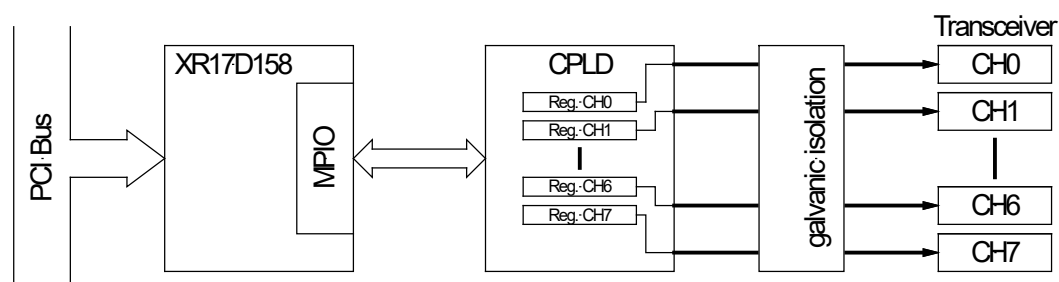 Transceiver
PCI-Bus
XR17D158
MPIO
CPLD
Reg. CH0
Reg. CH1
Reg. CH6
Reg. CH7
galvanic isolation
CH0
CH1
CH6
CH7